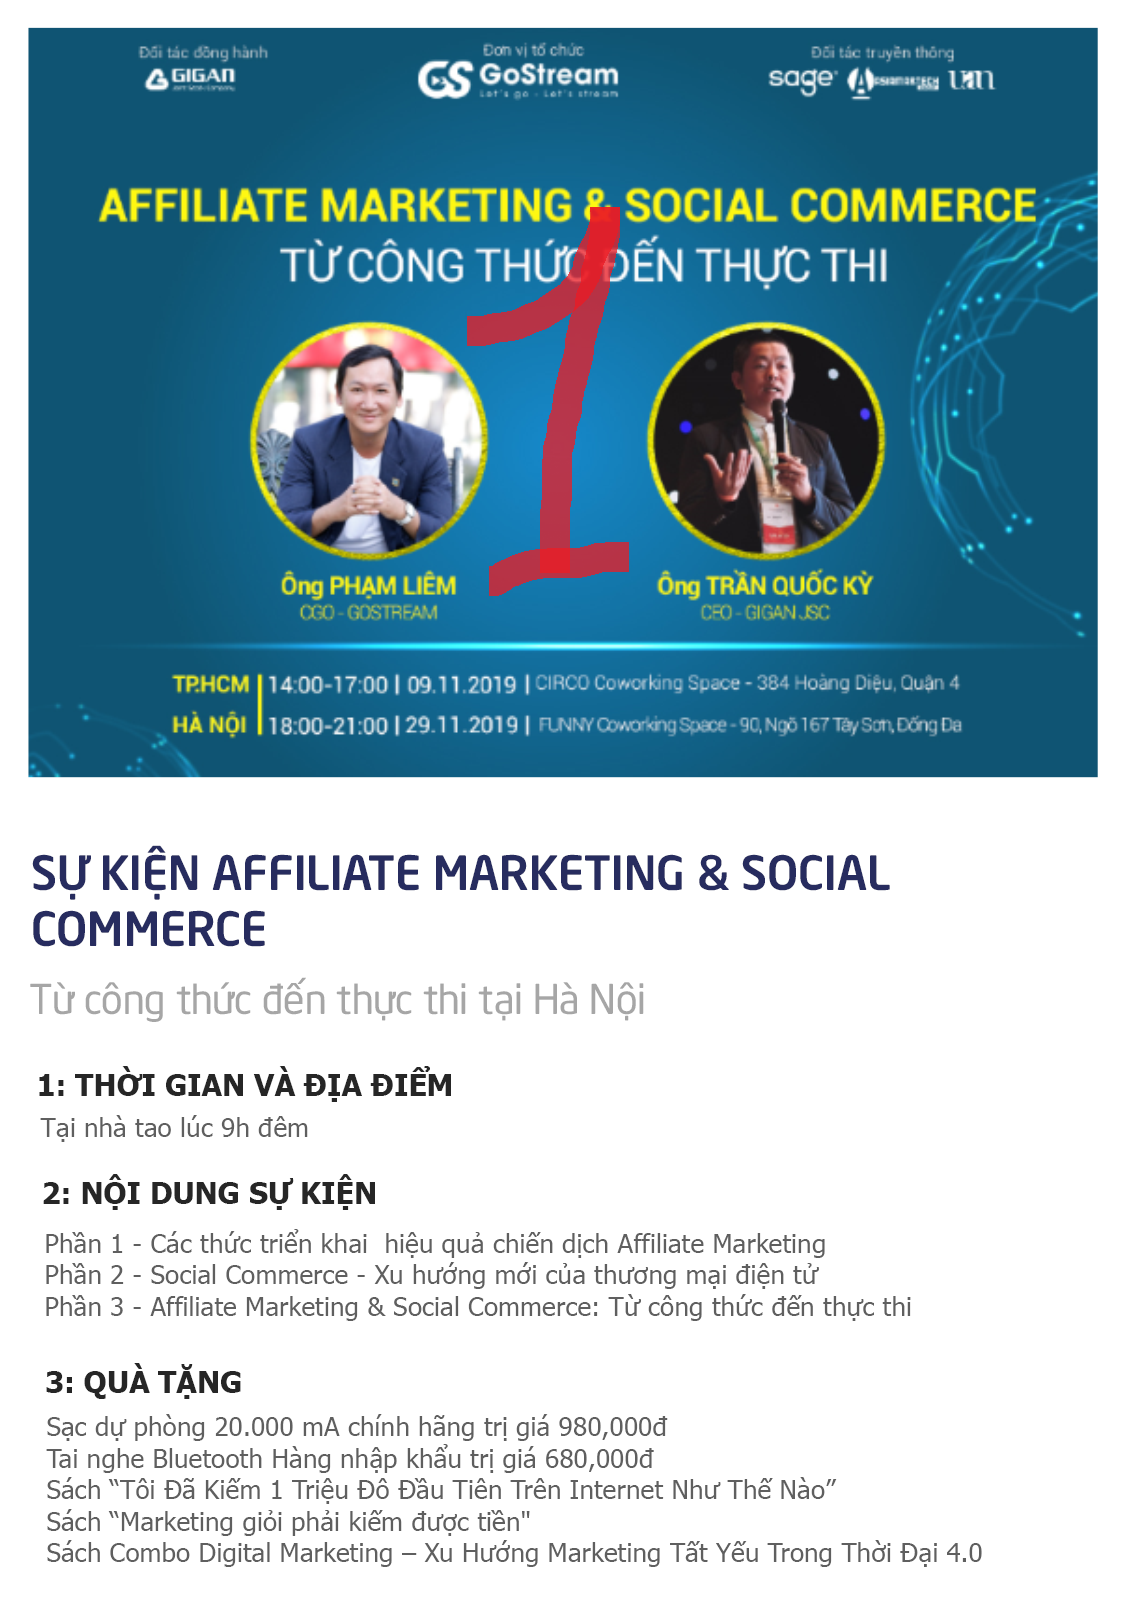 Đối tác đồng hành
GIGAN
Đơn vị tổ chức
GoStream
Let's go - Let's stream
Đối tác truyền thông
sage
AFFILIATE MARKETING & SOCIAL COMMERCE
TỪ CÔNG THỨC ĐẾN THỰC THI
1
Ông PHẠM LIÊM
CGO - GOSTREAM
Ông TRẦN QUỐC KỲ
CEO - GIGAN JSC
TP.HCM | 14:00-17:00 | 09.11.2019 | CIRCO Coworking Space - 384 Hoàng Diệu, Quận 4
HÀ NỘI | 18:00-21:00 | 29.11.2019 | FUNNY Coworking Space - 90, Ngõ 167 Tây Sơn, Đống Đa
SỰ KIỆN AFFILIATE MARKETING & SOCIAL
COMMERCE
Từ công thức đến thực thi tại Hà Nội
1: THỜI GIAN VÀ ĐỊA ĐIỂM
Tại nhà tao lúc 9h đêm
2: NỘI DUNG SỰ KIỆN
Phần 1 - Các thức triển khai  hiệu quả chiến dịch Affiliate Marketing
Phần 2 - Social Commerce - Xu hướng mới của thương mại điện tử
Phần 3 - Affiliate Marketing & Social Commerce: Từ công thức đến thực thi
3: QUÀ TẶNG
Sạc dự phòng 20.000 mA chính hãng trị giá 980,000đ
Tai nghe Bluetooth Hàng nhập khẩu trị giá 680,000đ
Sách “Tôi Đã Kiếm 1 Triệu Đô Đầu Tiên Trên Internet Như Thế Nào”
Sách “Marketing giỏi phải kiếm được tiền"
Sách Combo Digital Marketing – Xu Hướng Marketing Tất Yếu Trong Thời Đại 4.0